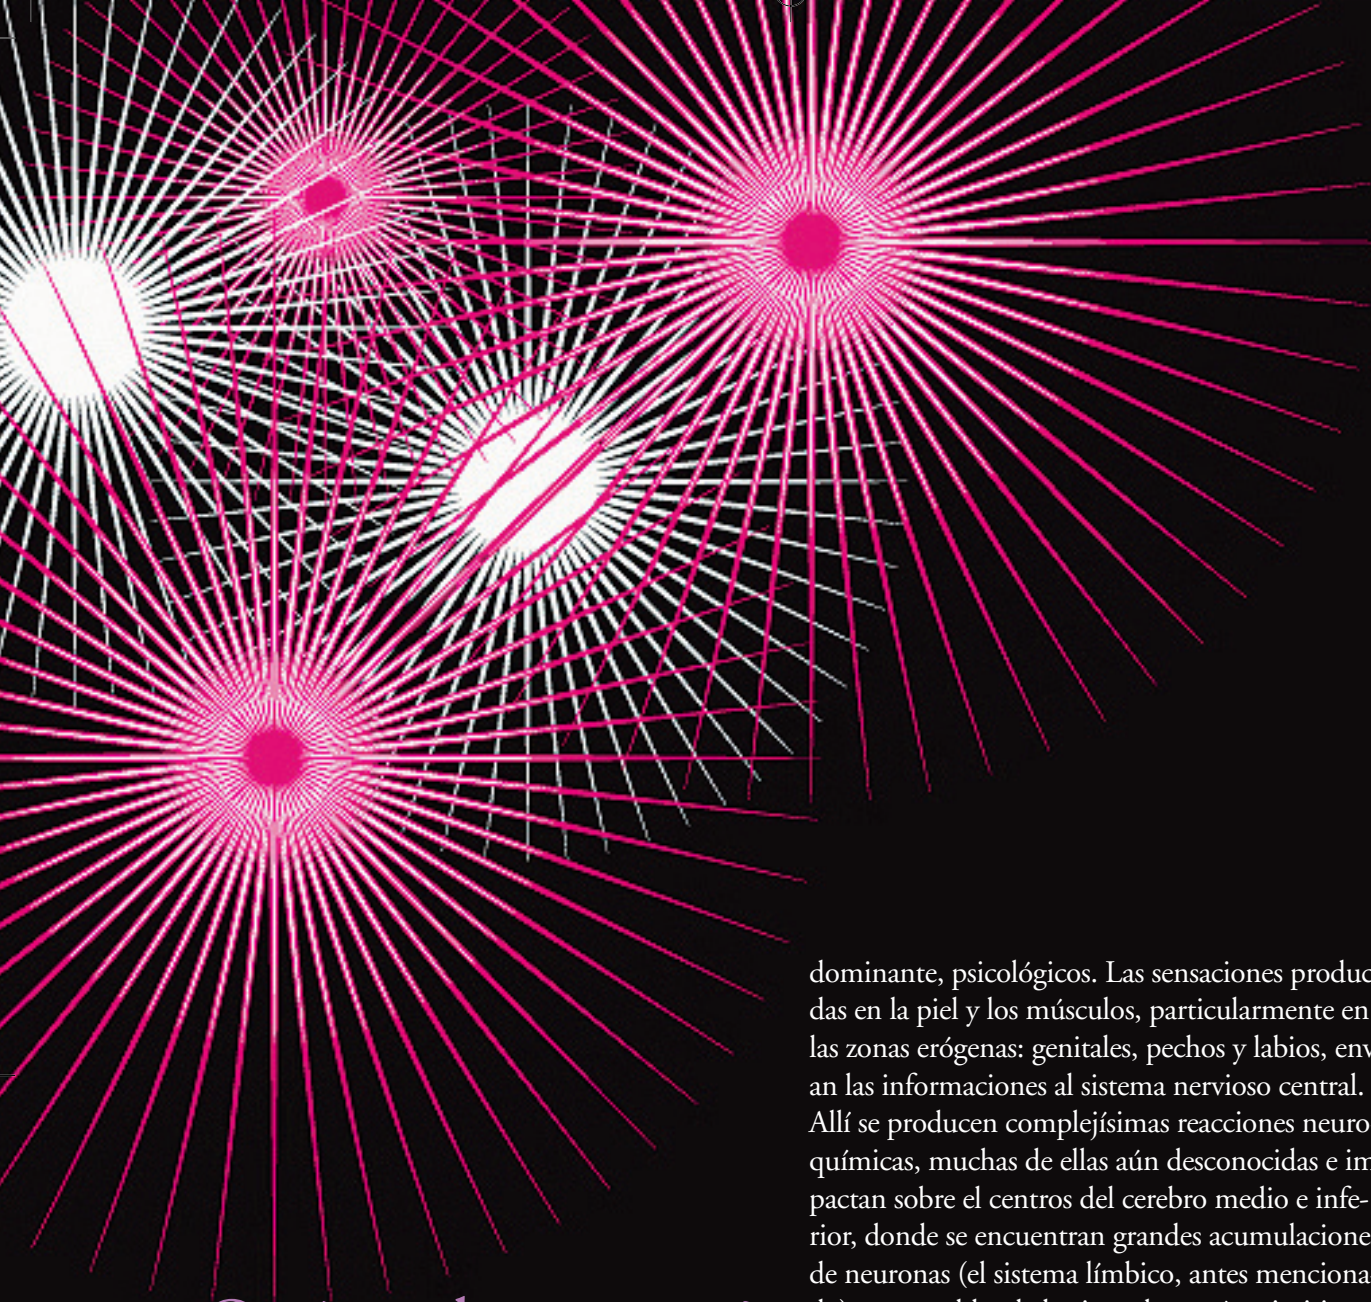 dominante, psicológicos. Las sensaciones produc
das en la piel y los músculos, particularmente en
las zonas erógenas: genitales, pechos y labios, env
an las informaciones al sistema nervioso central.
Allí se producen complejísimas reacciones neuro
químicas, muchas de ellas aún desconocidas e im
pactan sobre el centros del cerebro medio e infe-
rior, donde se encuentran grandes acumulacione
de neuronas (el sistema límbico, antes menciona